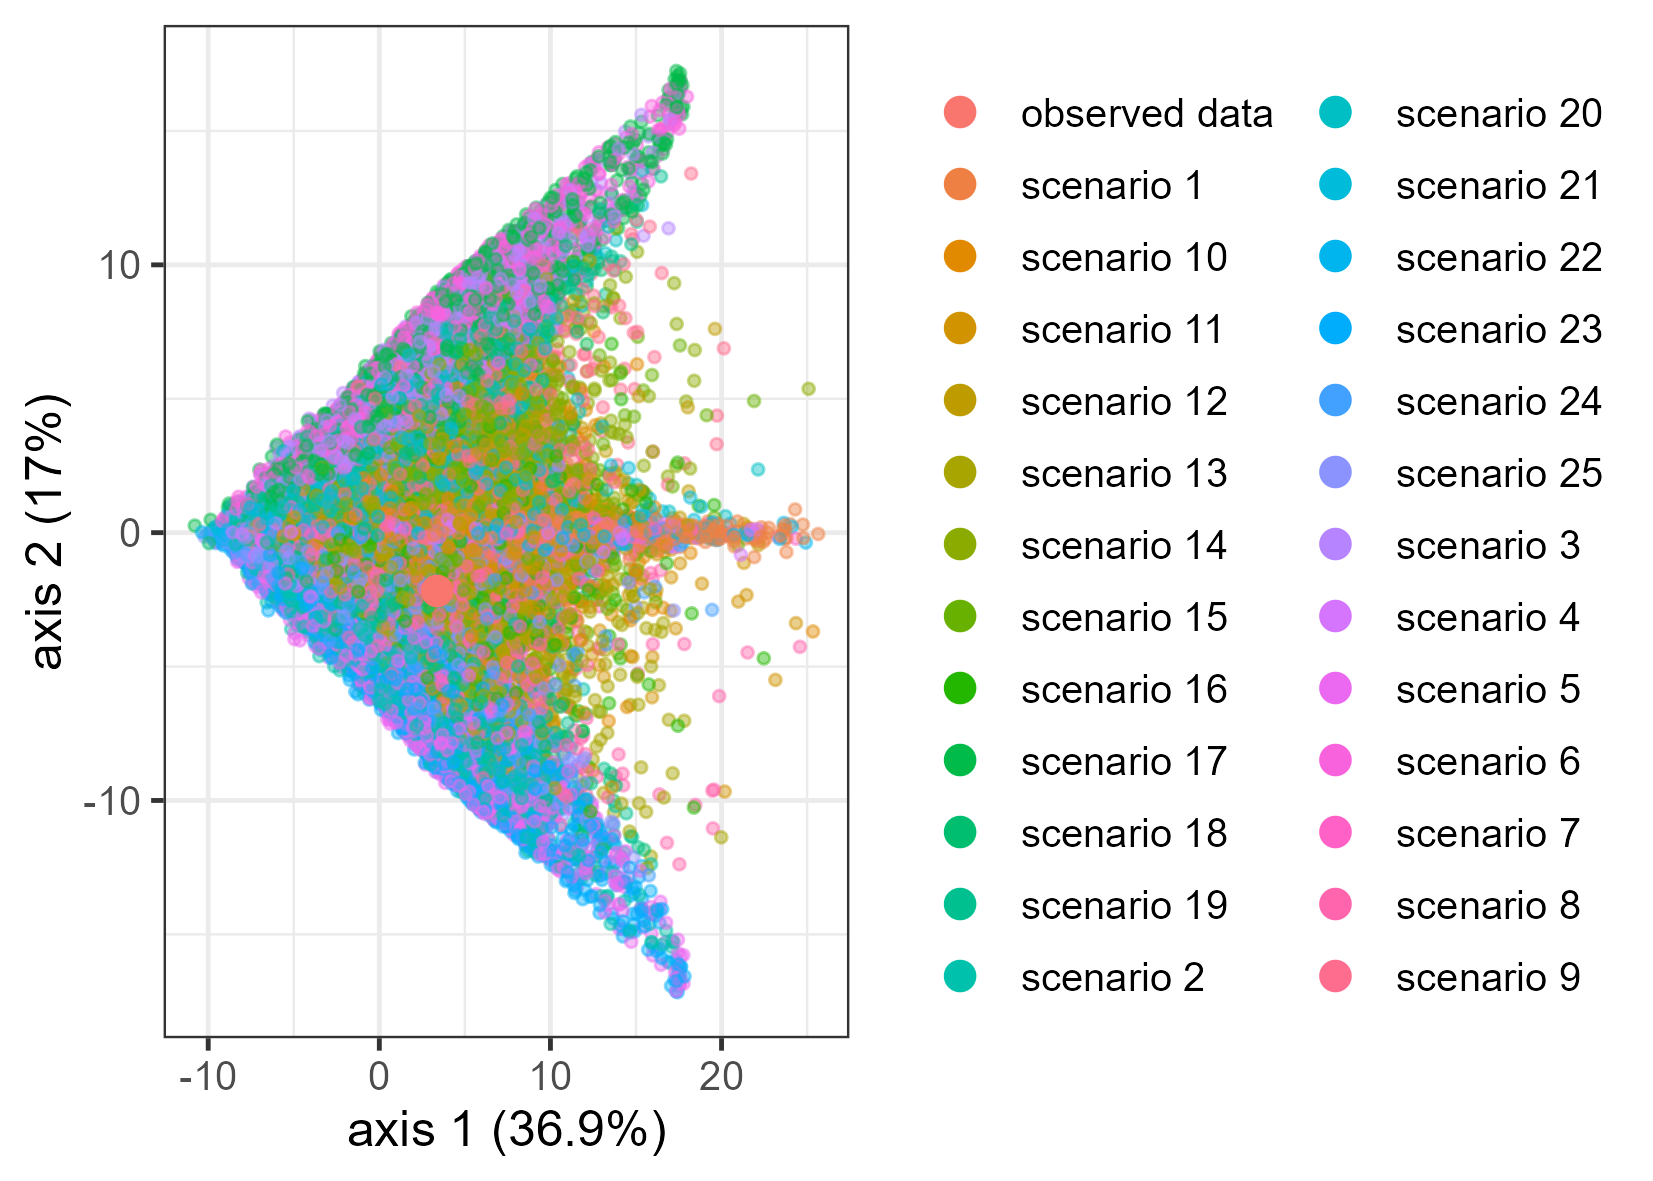 axis 2 (17%)
10
0
-10
-10
0
10
20
axis 1 (36.9%)
observed data
scenario 1
scenario 10
scenario 11
scenario 12
scenario 13
scenario 14
scenario 15
scenario 16
scenario 17
scenario 18
scenario 19
scenario 2
scenario 20
scenario 21
scenario 22
scenario 23
scenario 24
scenario 25
scenario 3
scenario 4
scenario 5
scenario 6
scenario 7
scenario 8
scenario 9